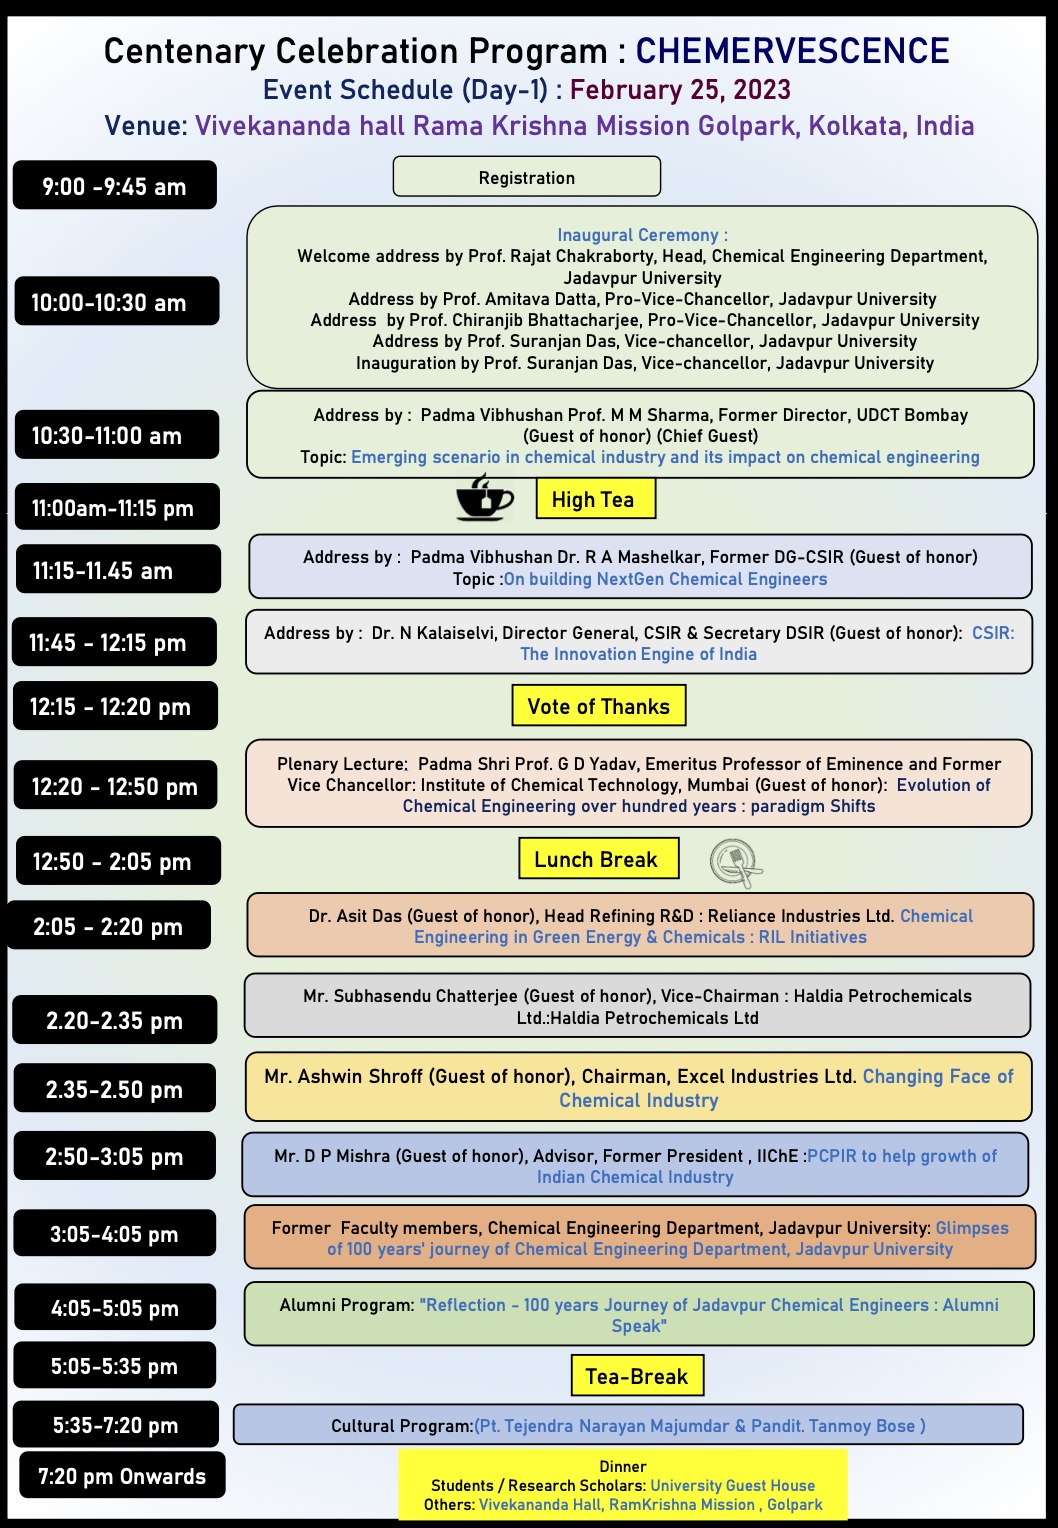 Centenary Celebration Program : CHEMERVESCENCE
Event Schedule (Day-1) : February 25, 2023
Venue: Vivekananda hall Rama Krishna Mission Golpark, Kolkata, India
9:00 -9:45 am
Registration
10:00-10:30 am
Inaugural Ceremony :
Welcome address by Prof. Rajat Chakraborty, Head, Chemical Engineering Department,
Jadavpur University
Address by Prof. Amitava Datta, Pro-Vice-Chancellor, Jadavpur University
Address by Prof. Chiranjib Bhattacharjee, Pro-Vice-Chancellor, Jadavpur University
Address by Prof. Suranjan Das, Vice-chancellor, Jadavpur University
Inauguration by Prof. Suranjan Das, Vice-chancellor, Jadavpur University
10:30-11:00 am
Address by : Padma Vibhushan Prof. M M Sharma, Former Director, UDCT Bombay
(Guest of honor) (Chief Guest)
Topic: Emerging scenario in chemical industry and its impact on chemical engineering
11:00am-11:15 pm
High Tea
11:15-11.45 am
Address by : Padma Vibhushan Dr. R A Mashelkar, Former DG-CSIR (Guest of honor)
Topic :On building NextGen Chemical Engineers
11:45 - 12:15 pm
Address by : Dr. N Kalaiselvi, Director General, CSIR & Secretary DSIR (Guest of honor): CSIR:
The Innovation Engine of India
12:15 - 12:20 pm
Vote of Thanks
12:20 - 12:50 pm
Plenary Lecture: Padma Shri Prof. G D Yadav, Emeritus Professor of Eminence and Former
Vice Chancellor: Institute of Chemical Technology, Mumbai (Guest of honor): Evolution of
Chemical Engineering over hundred years : paradigm Shifts
12:50 - 2:05 pm
Lunch Break
2:05 - 2:20 pm
Dr. Asit Das (Guest of honor), Head Refining R&D : Reliance Industries Ltd. Chemical
Engineering in Green Energy & Chemicals : RIL Initiatives
2.20-2.35 pm
Mr. Subhasendu Chatterjee (Guest of honor), Vice-Chairman : Haldia Petrochemicals
Ltd.:Haldia Petrochemicals Ltd
2.35-2.50 pm
Mr. Ashwin Shroff (Guest of honor), Chairman, Excel Industries Ltd. Changing Face of
Chemical Industry
2:50-3:05 pm
Mr. D P Mishra (Guest of honor), Advisor, Former President , IIChE :PCPIR to help growth of
Indian Chemical Industry
3:05-4:05 pm
Former Faculty members, Chemical Engineering Department, Jadavpur University: Glimpses
of 100 years' journey of Chemical Engineering Department, Jadavpur University
4:05-5:05 pm
Alumni Program: "Reflection - 100 years Journey of Jadavpur Chemical Engineers : Alumni
Speak"
5:05-5:35 pm
Tea-Break
5:35-7:20 pm
Cultural Program:(Pt. Tejendra Narayan Majumdar & Pandit. Tanmoy Bose )
7:20 pm Onwards
Dinner
Students / Research Scholars: University Guest House
Others: Vivekananda Hall, RamKrishna Mission , Golpark